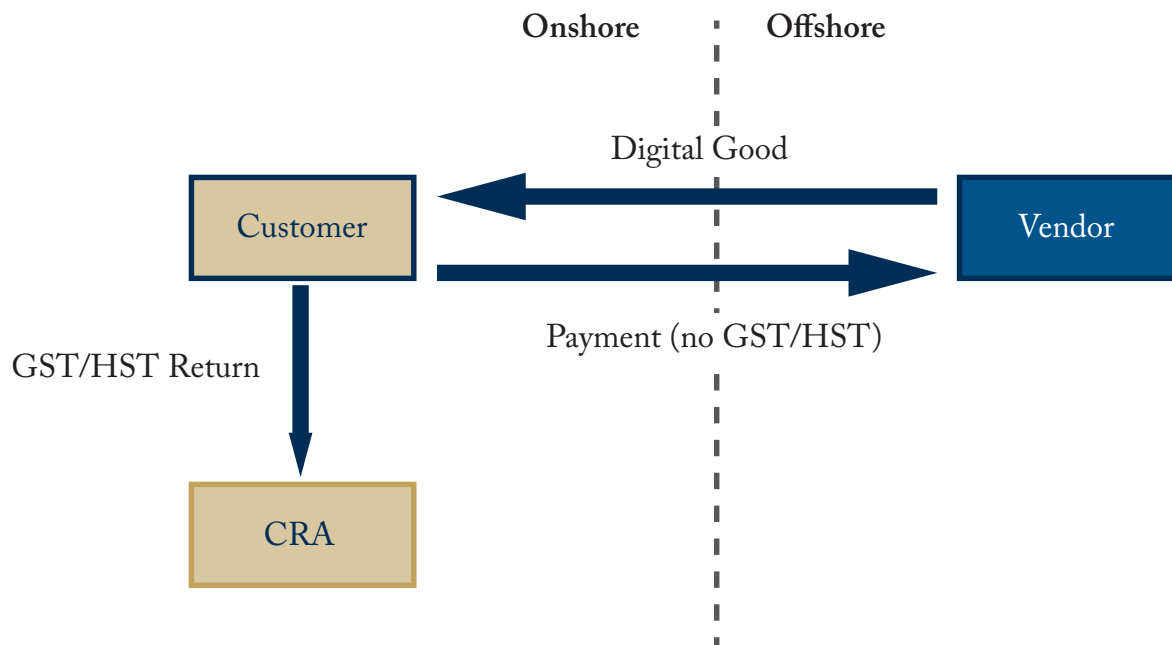 Onshore
Offshore
Digital Good
Customer
Vendor
Payment (no GST/HST)
GST/HST Return
CRA